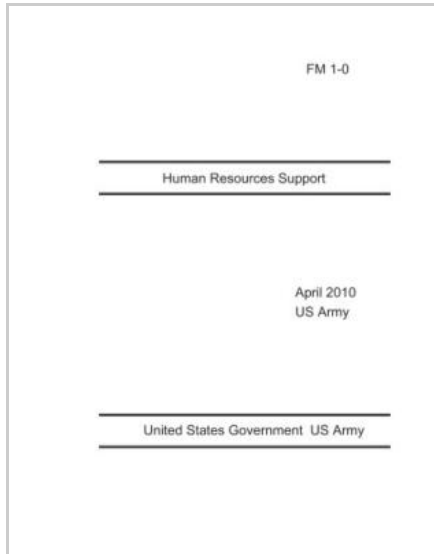 FM 1-0
Human Resources Support
April 2010
US Army
United States Government US Army